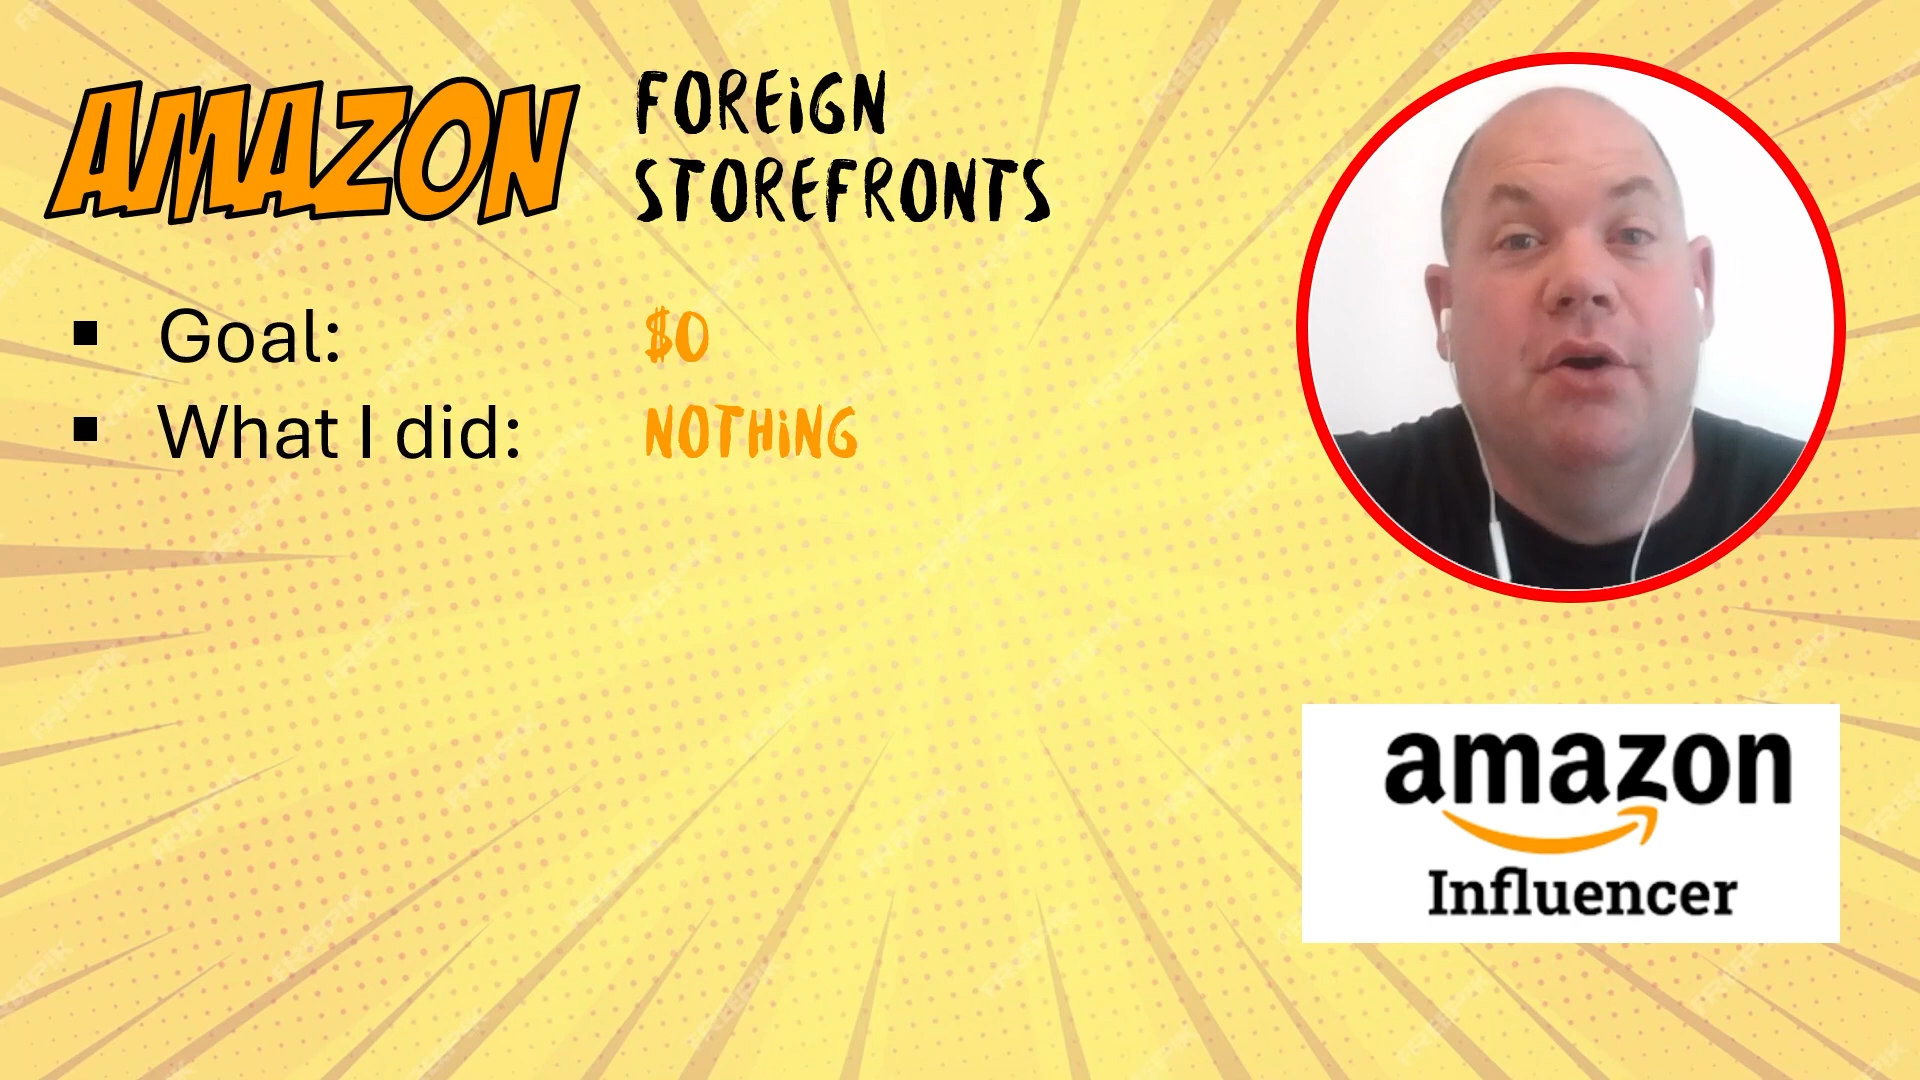 AMAZON
FOREIGN
STOREFRONTS
▪ Goal: $0
▪ What I did: NOTHING
amazon
Influencer